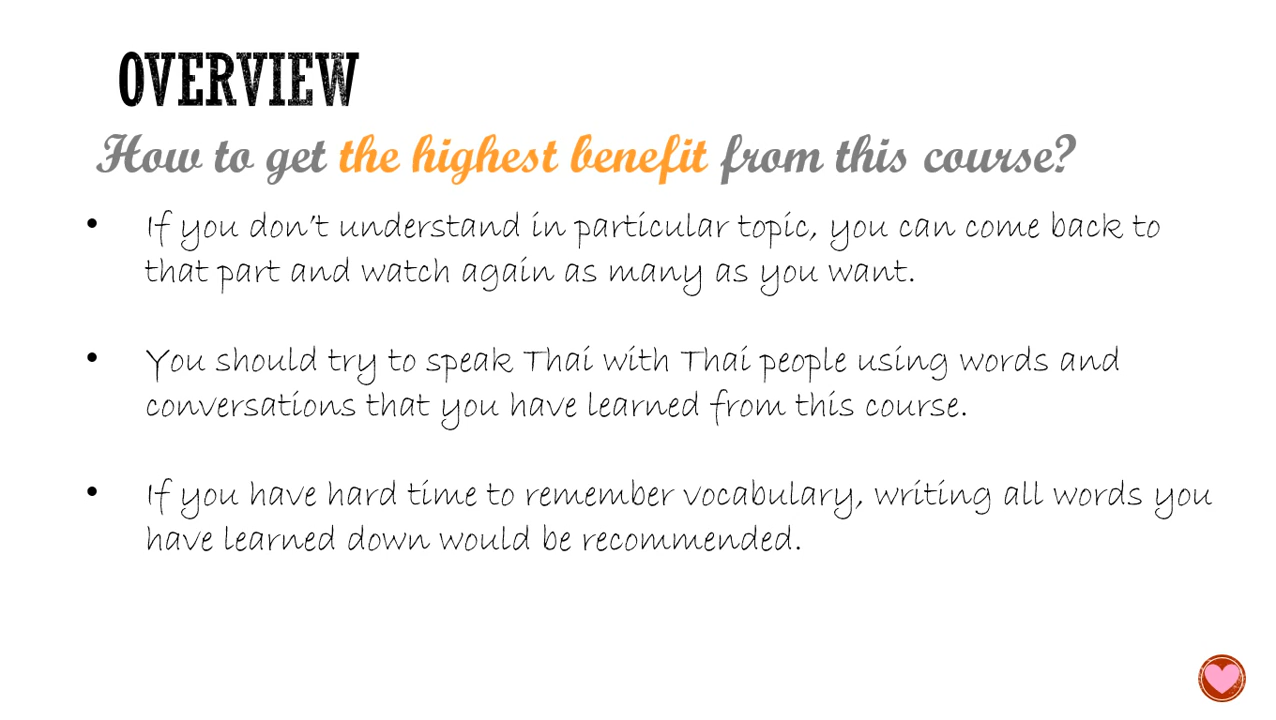 OVERVIEW
How to get the highest benefit from this course?
• If you don't understand in particular topic, you can come back to
that part and watch again as many as you want.
• You should try to speak Thai with Thai people using words and
conversations that you have learned from this course.
• If you have hard time to remember vocabulary, writing all words you
have learned down would be recommended.